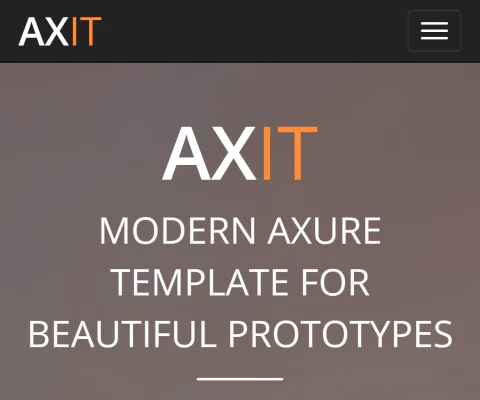 AXIT
AXIT
MODERN AXURE
TEMPLATE FOR
BEAUTIFUL PROTOTYPES